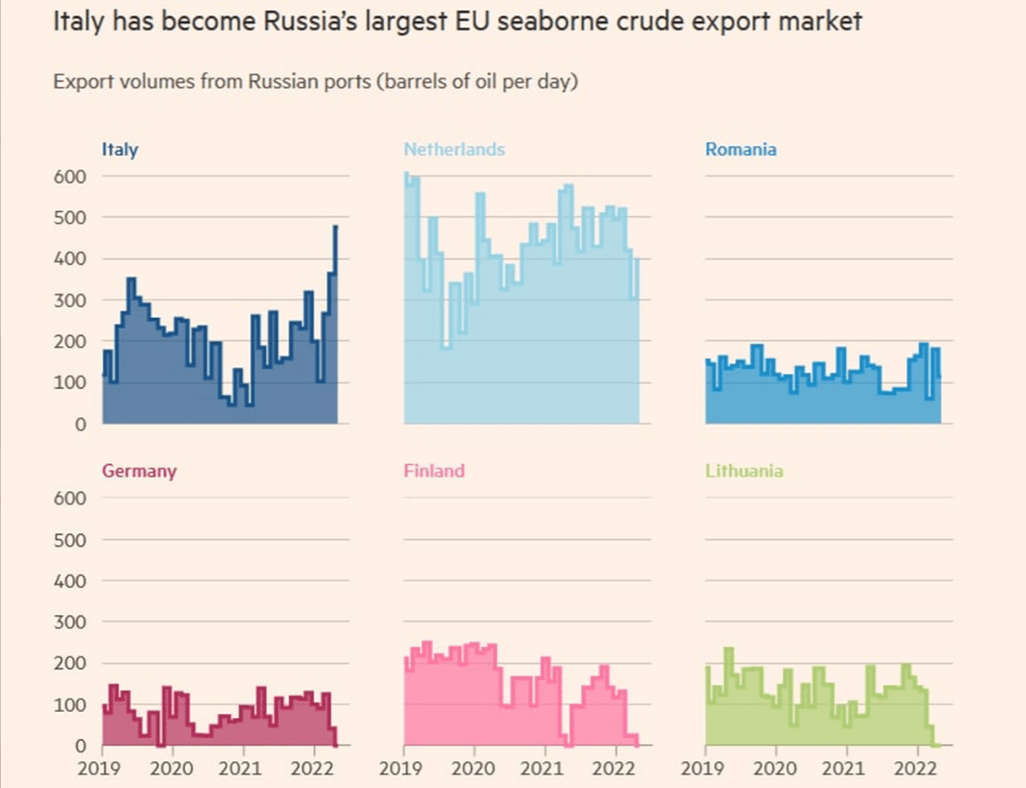 Italy has become Russia's largest EU seaborne crude export market
Export volumes from Russian ports (barrels of oil per day)
Italy
Netherlands
Romania
600
500
400
300
200
100
0
Germany
Finland
Lithuania
600
500
400
300
200
100
0
2019 2020 2021 2022 2019 2020 2021 2022 2019 2020 2021 2022